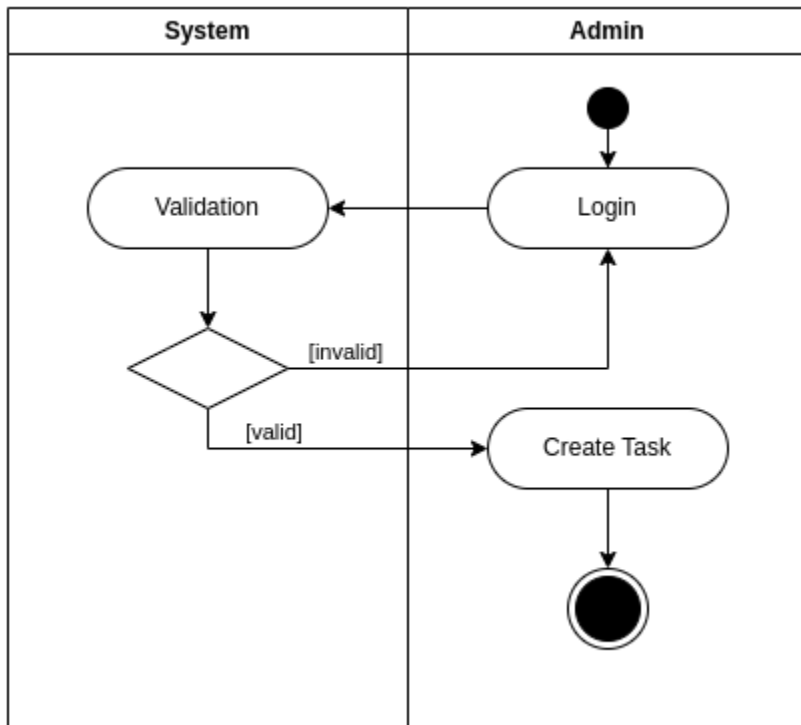 System
Admin
Validation
Login
[invalid]
[valid]
Create Task